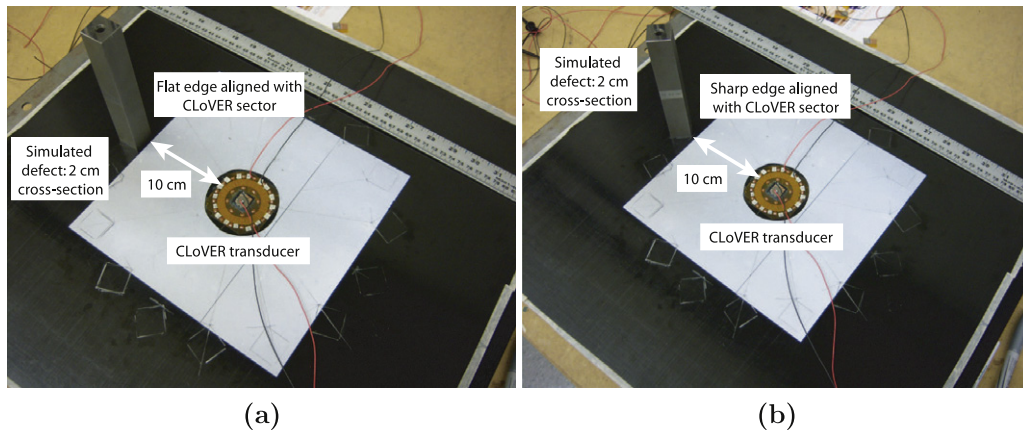 Flat edge aligned with
CLoVER sector
Simulated
defect: 2 cm
cross-section
10 cm
CLoVER transducer
(a)
Simulated
defect: 2 cm
cross-section
Sharp edge aligned
with CLoVER sector
10 cm
CLoVER transducer
(b)